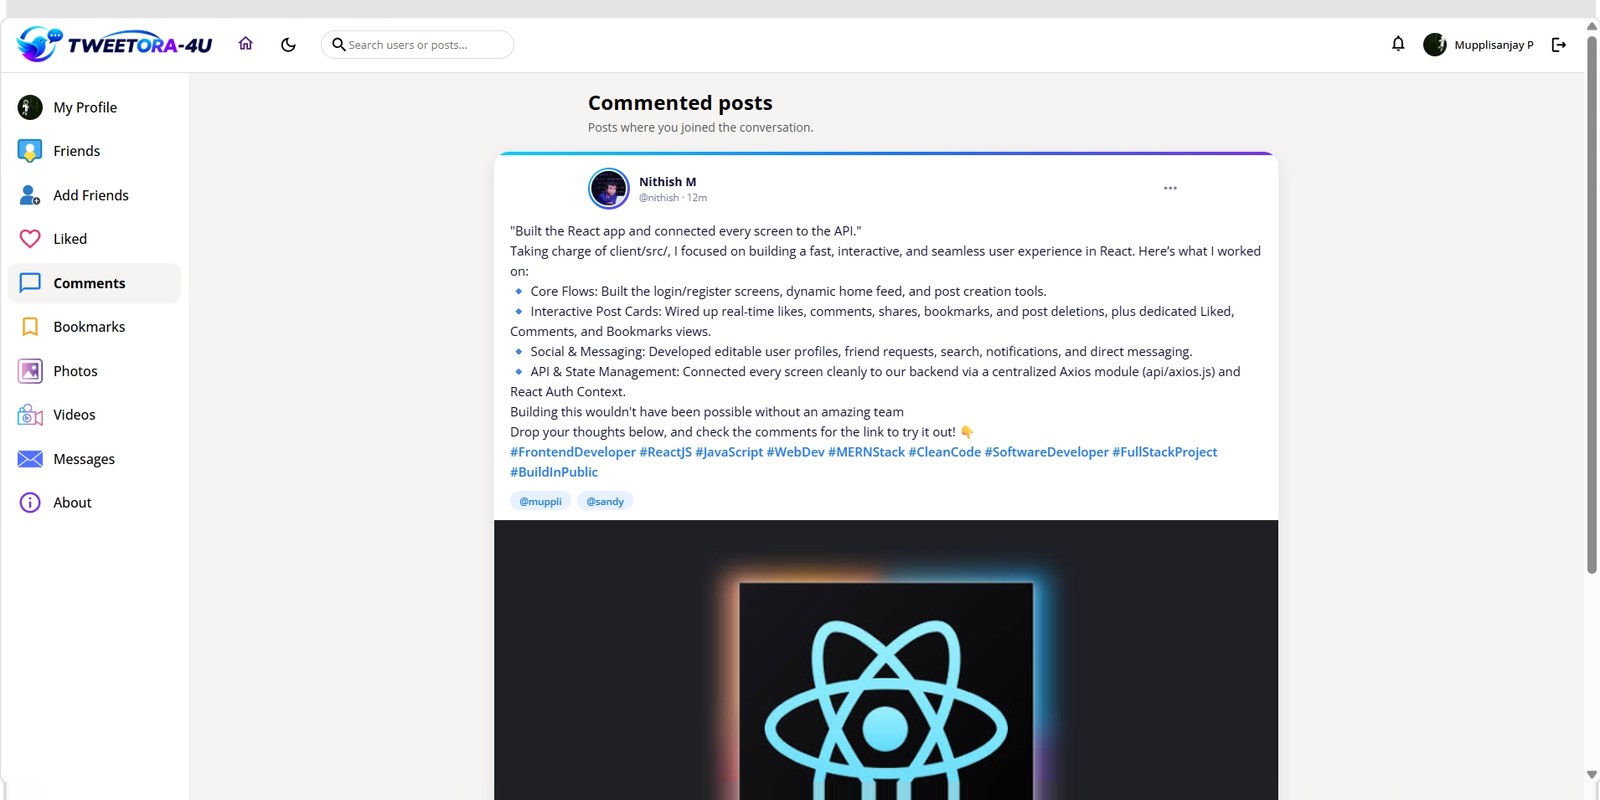 TWEETORA-4U
Search users or posts...
Mupplisanjay P
My Profile
Friends
Add Friends
Liked
Comments
Bookmarks
Photos
Videos
Messages
About
Commented posts
Posts where you joined the conversation.
Nithish M
@nithish · 12m
"Built the React app and connected every screen to the API."
Taking charge of client/src/, I focused on building a fast, interactive, and seamless user experience in React. Here’s what I worked
on:
🔹 Core Flows: Built the login/register screens, dynamic home feed, and post creation tools.
🔹 Interactive Post Cards: Wired up real-time likes, comments, shares, bookmarks, and post deletions, plus dedicated Liked,
Comments, and Bookmarks views.
🔹 Social & Messaging: Developed editable user profiles, friend requests, search, notifications, and direct messaging.
🔹 API & State Management: Connected every screen cleanly to our backend via a centralized Axios module (api/axios.js) and
React Auth Context.
Building this wouldn't have been possible without an amazing team
Drop your thoughts below, and check the comments for the link to try it out! 👇
#FrontendDeveloper #ReactJS #JavaScript #WebDev #MERNStack #CleanCode #SoftwareDeveloper #FullStackProject
#BuildInPublic
@muppli @sandy